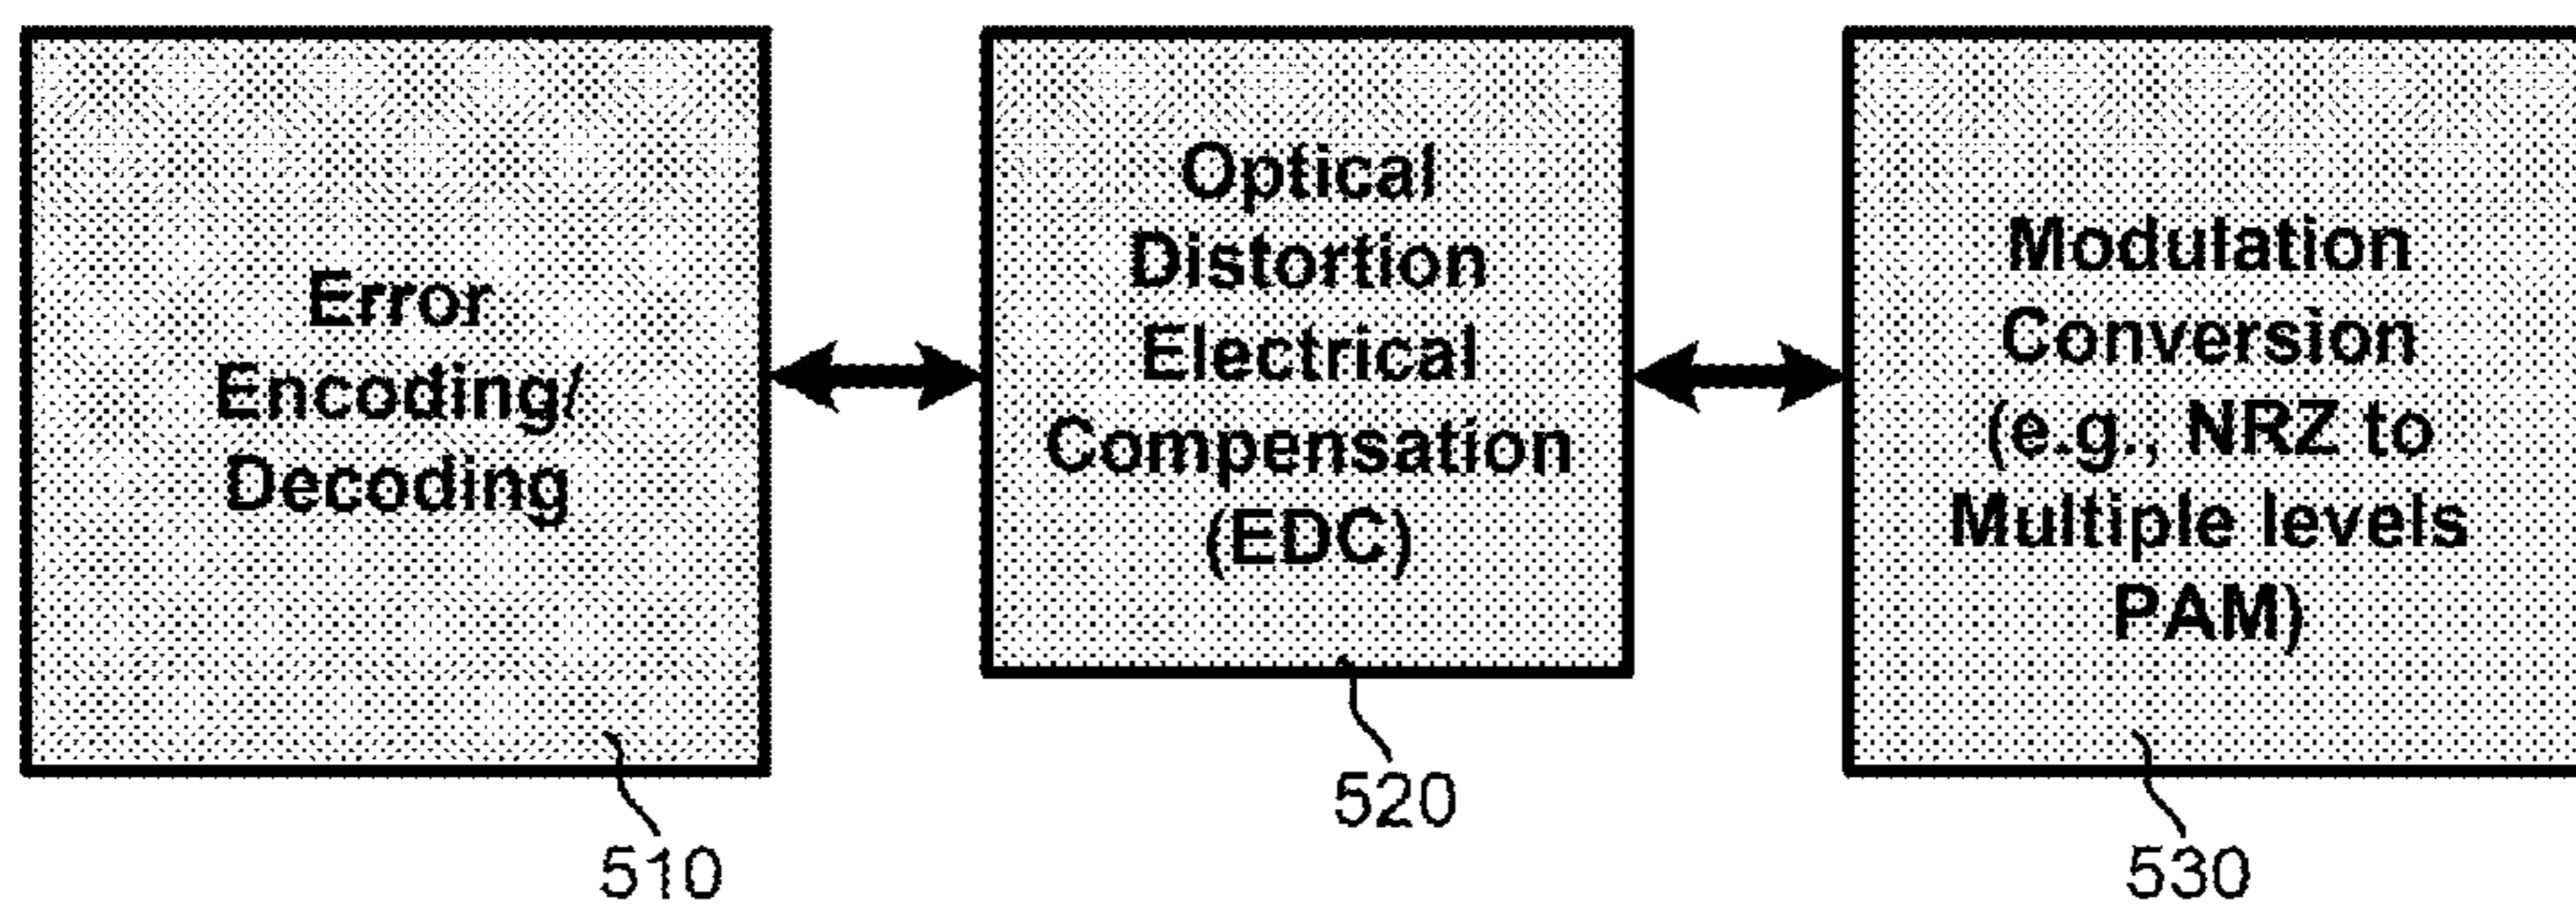 Error
Encoding/
Decoding
510
Optical
Distortion
Electrical
Compensation
(EDC)
520
Modulation
Conversion
(e.g., NRZ to
Multiple levels
PAM)
530